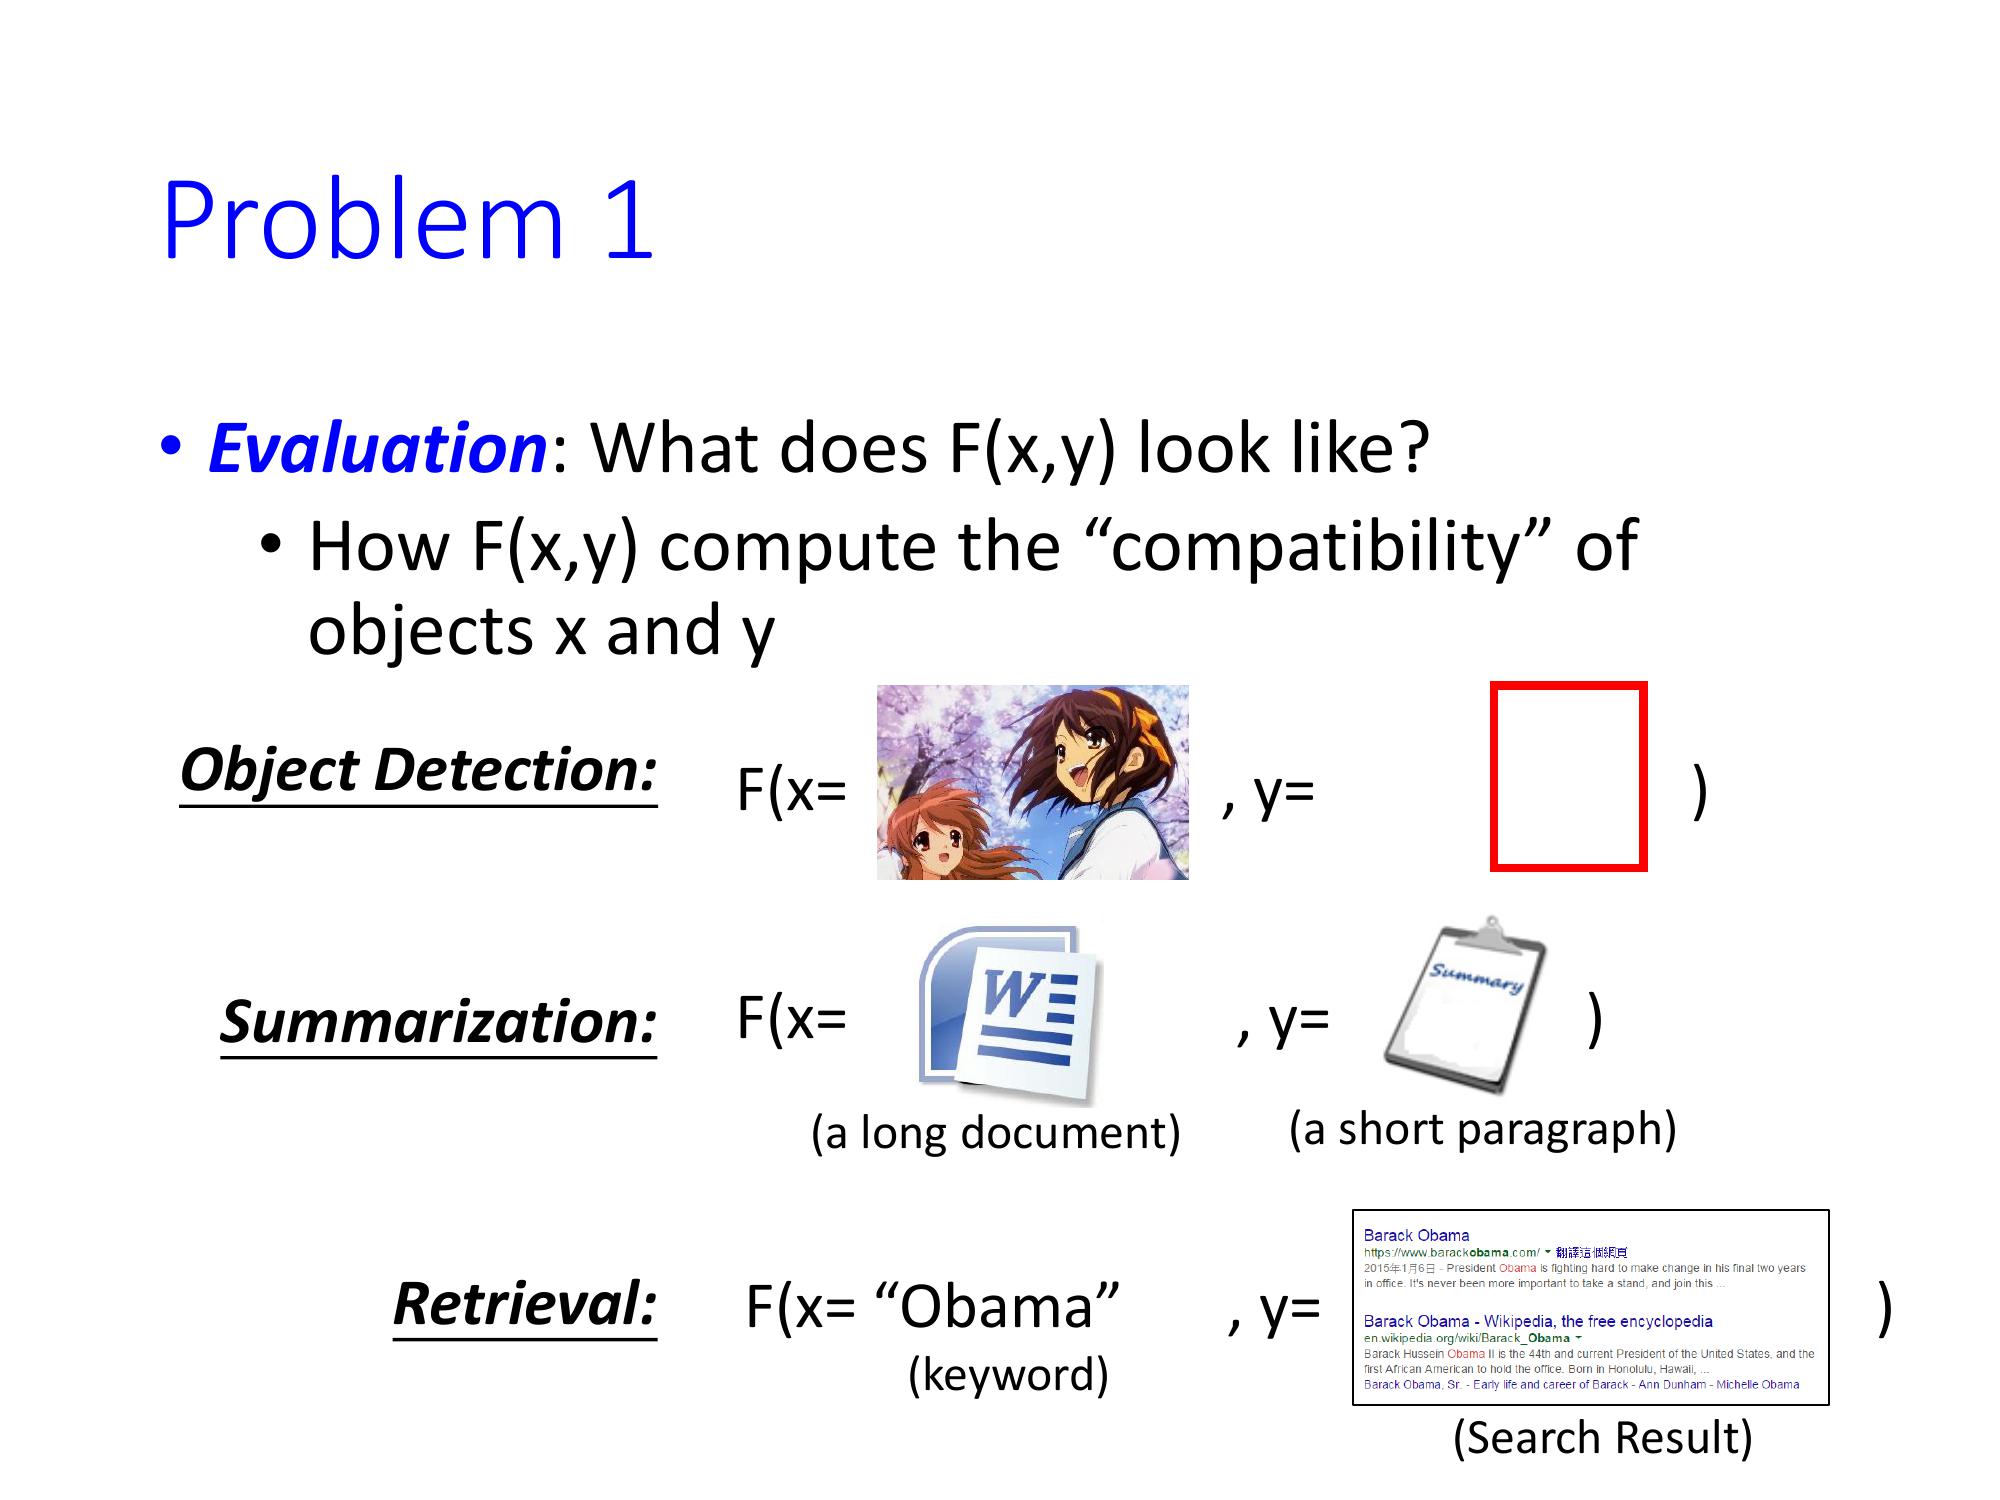 Problem 1
• Evaluation: What does F(x,y) look like?
• How F(x,y) compute the “compatibility” of
objects x and y
Object Detection: F(x= , y= )
Summarization: F(x= , y= )
W
Summary
(a long document) (a short paragraph)
Retrieval: F(x= “Obama” , y= )
(keyword)
Barack Obama
https://www.barackobama.com/ 翻譯這個網頁
2015年1月6日 - President Obama is fighting hard to make change in his final two years
in office. It's never been more important to take a stand, and join this ...
Barack Obama - Wikipedia, the free encyclopedia
en.wikipedia.org/wiki/Barack_Obama
Barack Hussein Obama II is the 44th and current President of the United States, and the
first African American to hold the office. Born in Honolulu, Hawaii, ...
Barack Obama, Sr. - Early life and career of Barack - Ann Dunham - Michelle Obama
(Search Result)